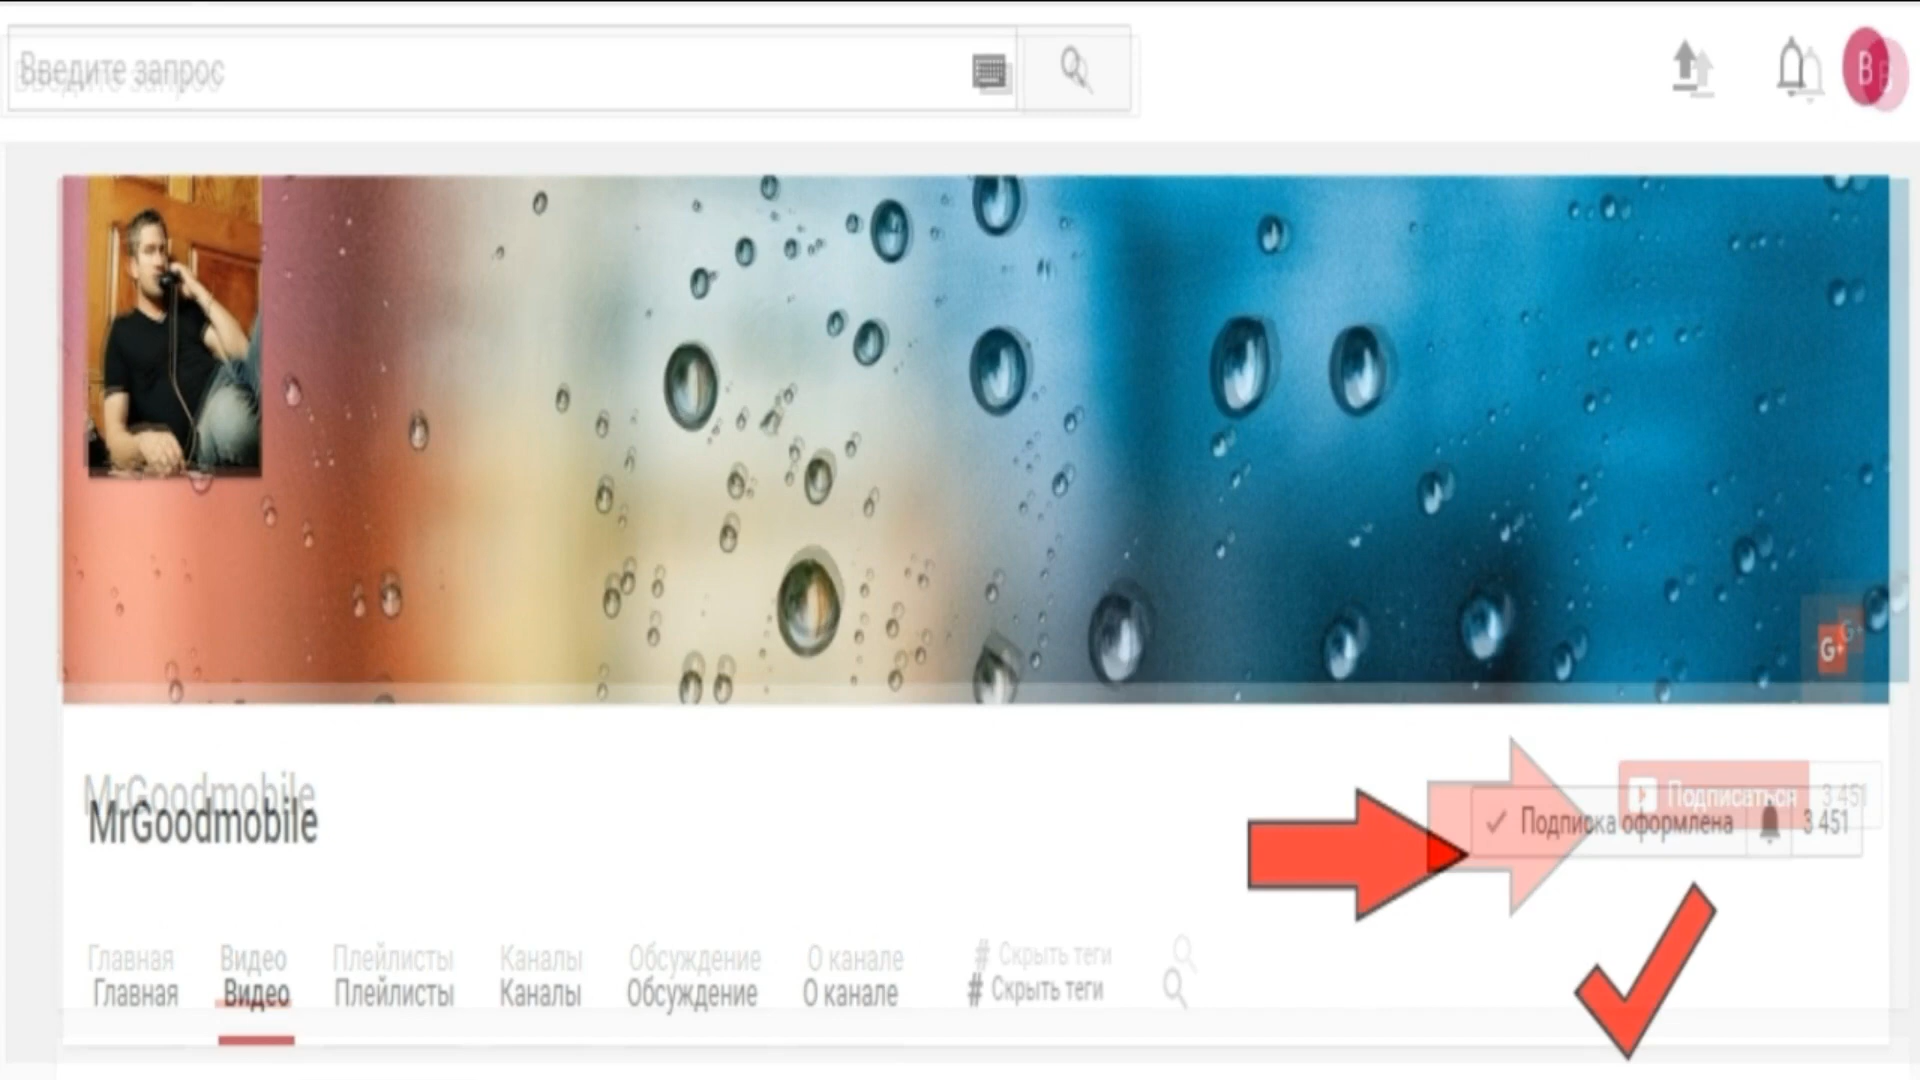 Введите запрос
В
G+
MrGoodmobile
MrGoodmobile
Подписаться 3 451
Подписка оформлена 3 451
Главная Видео Плейлисты Каналы Обсуждение О канале # Скрыть теги
Главная Видео Плейлисты Каналы Обсуждение О канале # Скрыть теги